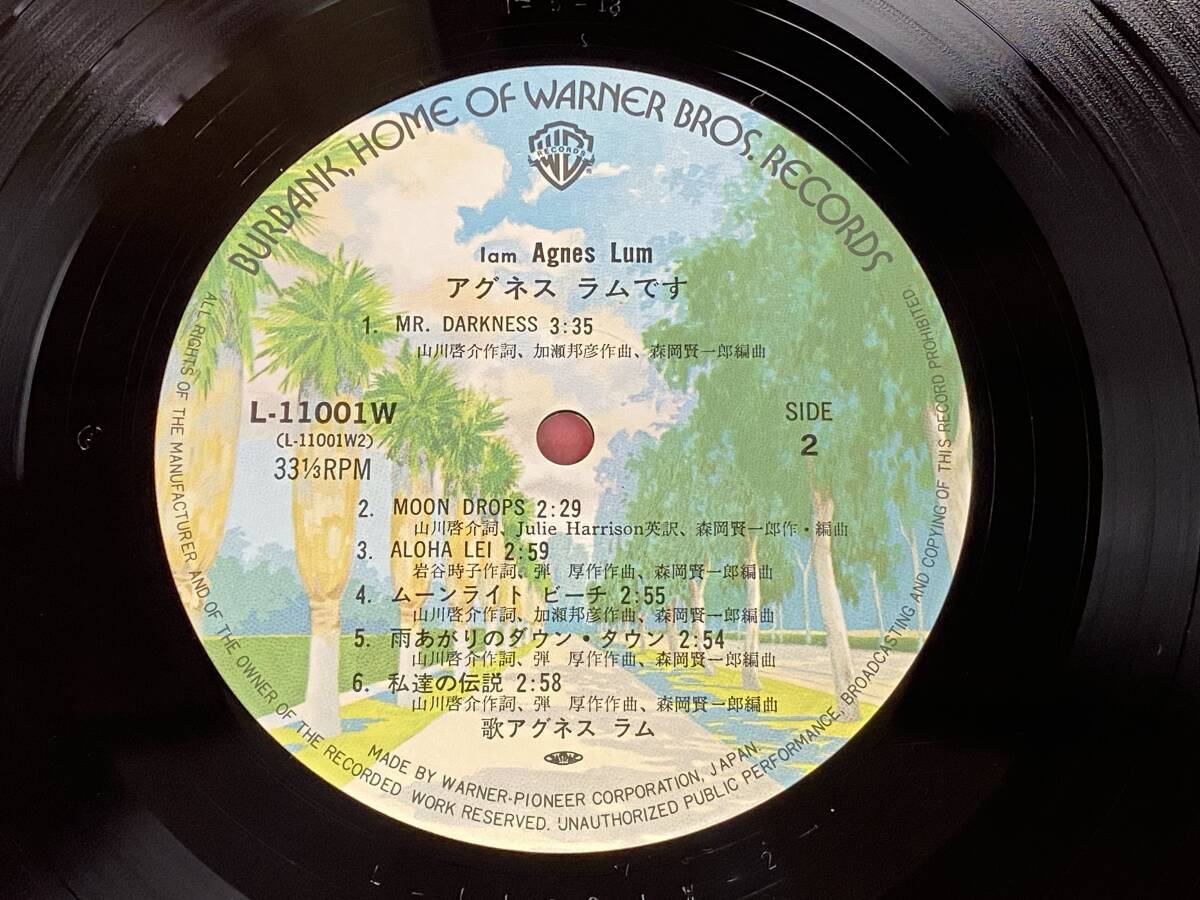 BURBANK, HOME OF WARNER BROS. RECORDS
WB
RECORDS
I am Agnes Lum
アグネス ラムです
1. MR. DARKNESS 3:35
山川啓介作詞、加瀬邦彦作曲、森岡賢一郎編曲
L-11001W
(L-11001W2)
33⅓RPM
SIDE
2
2. MOON DROPS 2:29
山川啓介詞、Julie Harrison英訳、森岡賢一郎作・編曲
3. ALOHA LEI 2:59
岩谷時子作詞、弾 厚作作曲、森岡賢一郎編曲
4. ムーンライト ビーチ 2:55
山川啓介作詞、加瀬邦彦作曲、森岡賢一郎編曲
5. 雨あがりのダウン・タウン 2:54
山川啓介作詞、弾 厚作作曲、森岡賢一郎編曲
6. 私達の伝説 2:58
山川啓介作詞、弾 厚作作曲、森岡賢一郎編曲
歌アグネス ラム
MADE BY WARNER-PIONEER CORPORATION, JAPAN.
ALL RIGHTS OF THE MANUFACTURER AND OF THE OWNER OF THE RECORDED WORK RESERVED. UNAUTHORIZED PUBLIC PERFORMANCE, BROADCASTING AND COPYING OF THIS RECORD PROHIBITED.